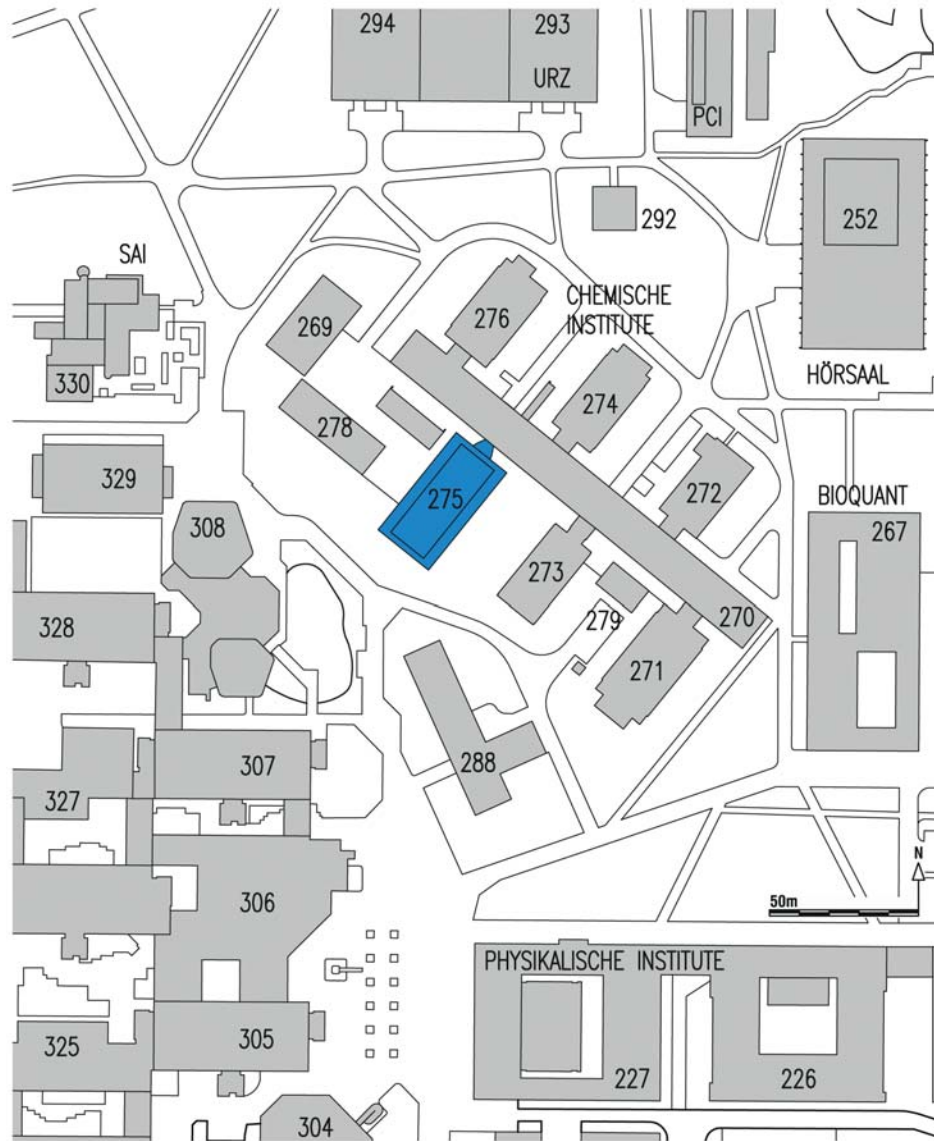 294
293
URZ
PCI
292
252
SAI
CHEMISCHE
INSTITUTE
276
269
330
274
HÖRSAAL
278
329
275
272
BIOQUANT
267
308
273
328
279
270
271
307
288
327
N
50m
306
PHYSIKALISCHE INSTITUTE
305
325
227
226
304